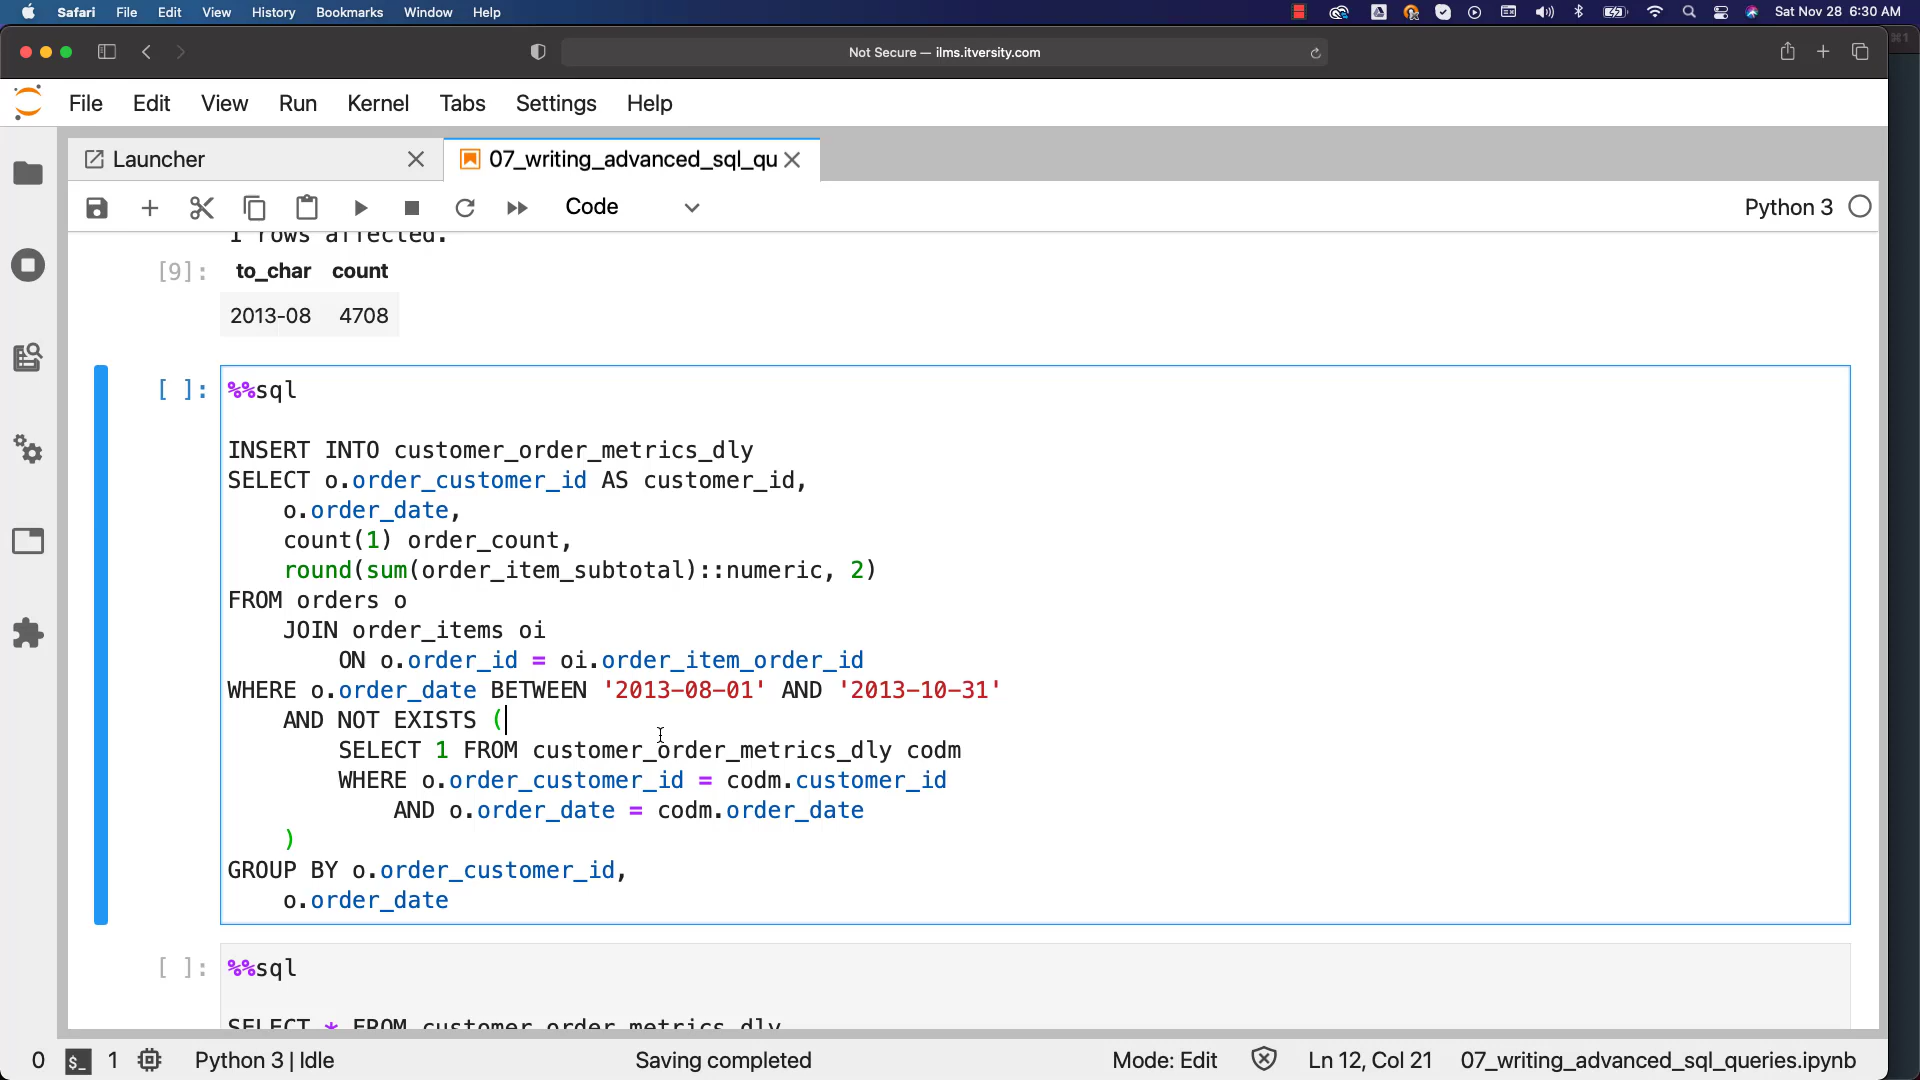 Safari File Edit View History Bookmarks Window Help Sat Nov 28 6:30 AM
Not Secure — ilms.itversity.com
⌘1
File Edit View Run Kernel Tabs Settings Help
Launcher 07_writing_advanced_sql_qu
Code Python 3
1 rows affected.
[9]: to_char count
2013-08 4708
[ ]: %%sql
INSERT INTO customer_order_metrics_dly
SELECT o.order_customer_id AS customer_id,
    o.order_date,
    count(1) order_count,
    round(sum(order_item_subtotal)::numeric, 2)
FROM orders o
    JOIN order_items oi
        ON o.order_id = oi.order_item_order_id
WHERE o.order_date BETWEEN '2013-08-01' AND '2013-10-31'
    AND NOT EXISTS (
        SELECT 1 FROM customer_order_metrics_dly codm
        WHERE o.order_customer_id = codm.customer_id
            AND o.order_date = codm.order_date
    )
GROUP BY o.order_customer_id,
    o.order_date
[ ]: %%sql
SELECT * FROM customer_order_metrics_dly
0 $_ 1 Python 3 | Idle Saving completed Mode: Edit Ln 12, Col 21 07_writing_advanced_sql_queries.ipynb